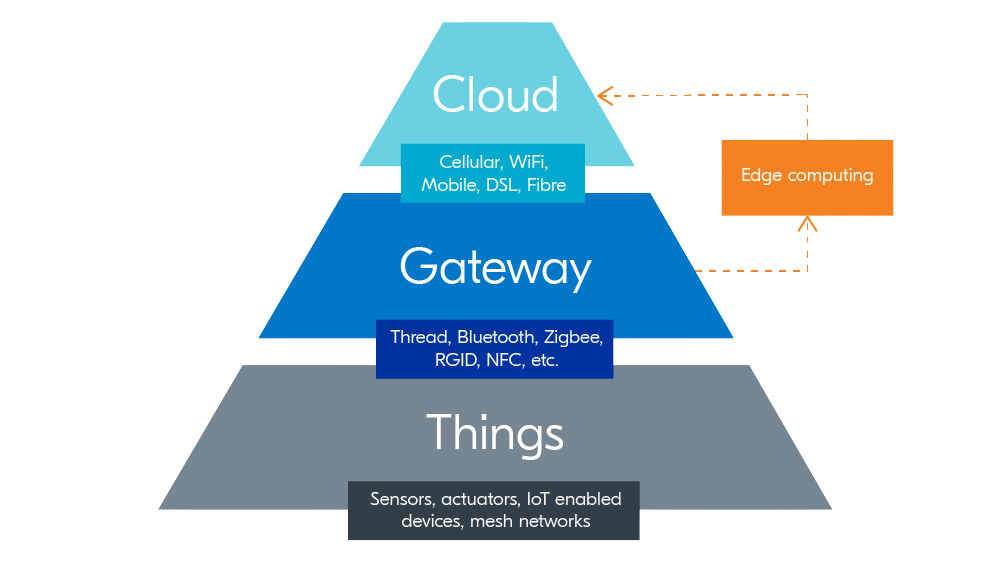 Cloud
Cellular, WiFi,
Mobile, DSL, Fibre
Edge computing
Gateway
Thread, Bluetooth, Zigbee,
RGID, NFC, etc.
Things
Sensors, actuators, IoT enabled
devices, mesh networks